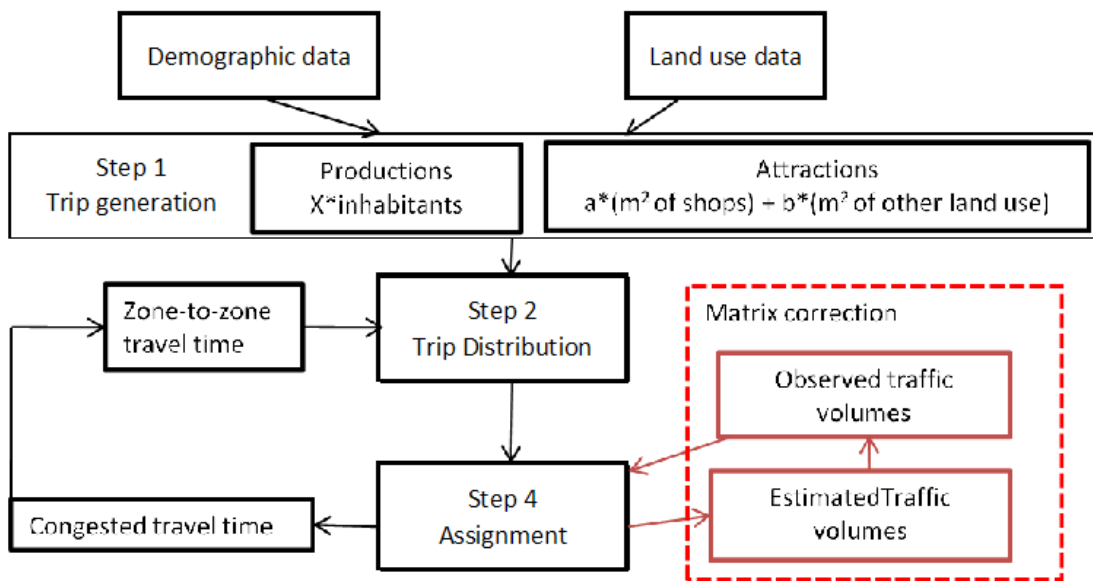 Demographic data
Land use data
Step 1
Trip generation
Productions
X*inhabitants
Attractions
a*(m² of shops) + b*(m² of other land use)
Zone-to-zone
travel time
Step 2
Trip Distribution
Matrix correction
Observed traffic
volumes
Step 4
Assignment
EstimatedTraffic
volumes
Congested travel time